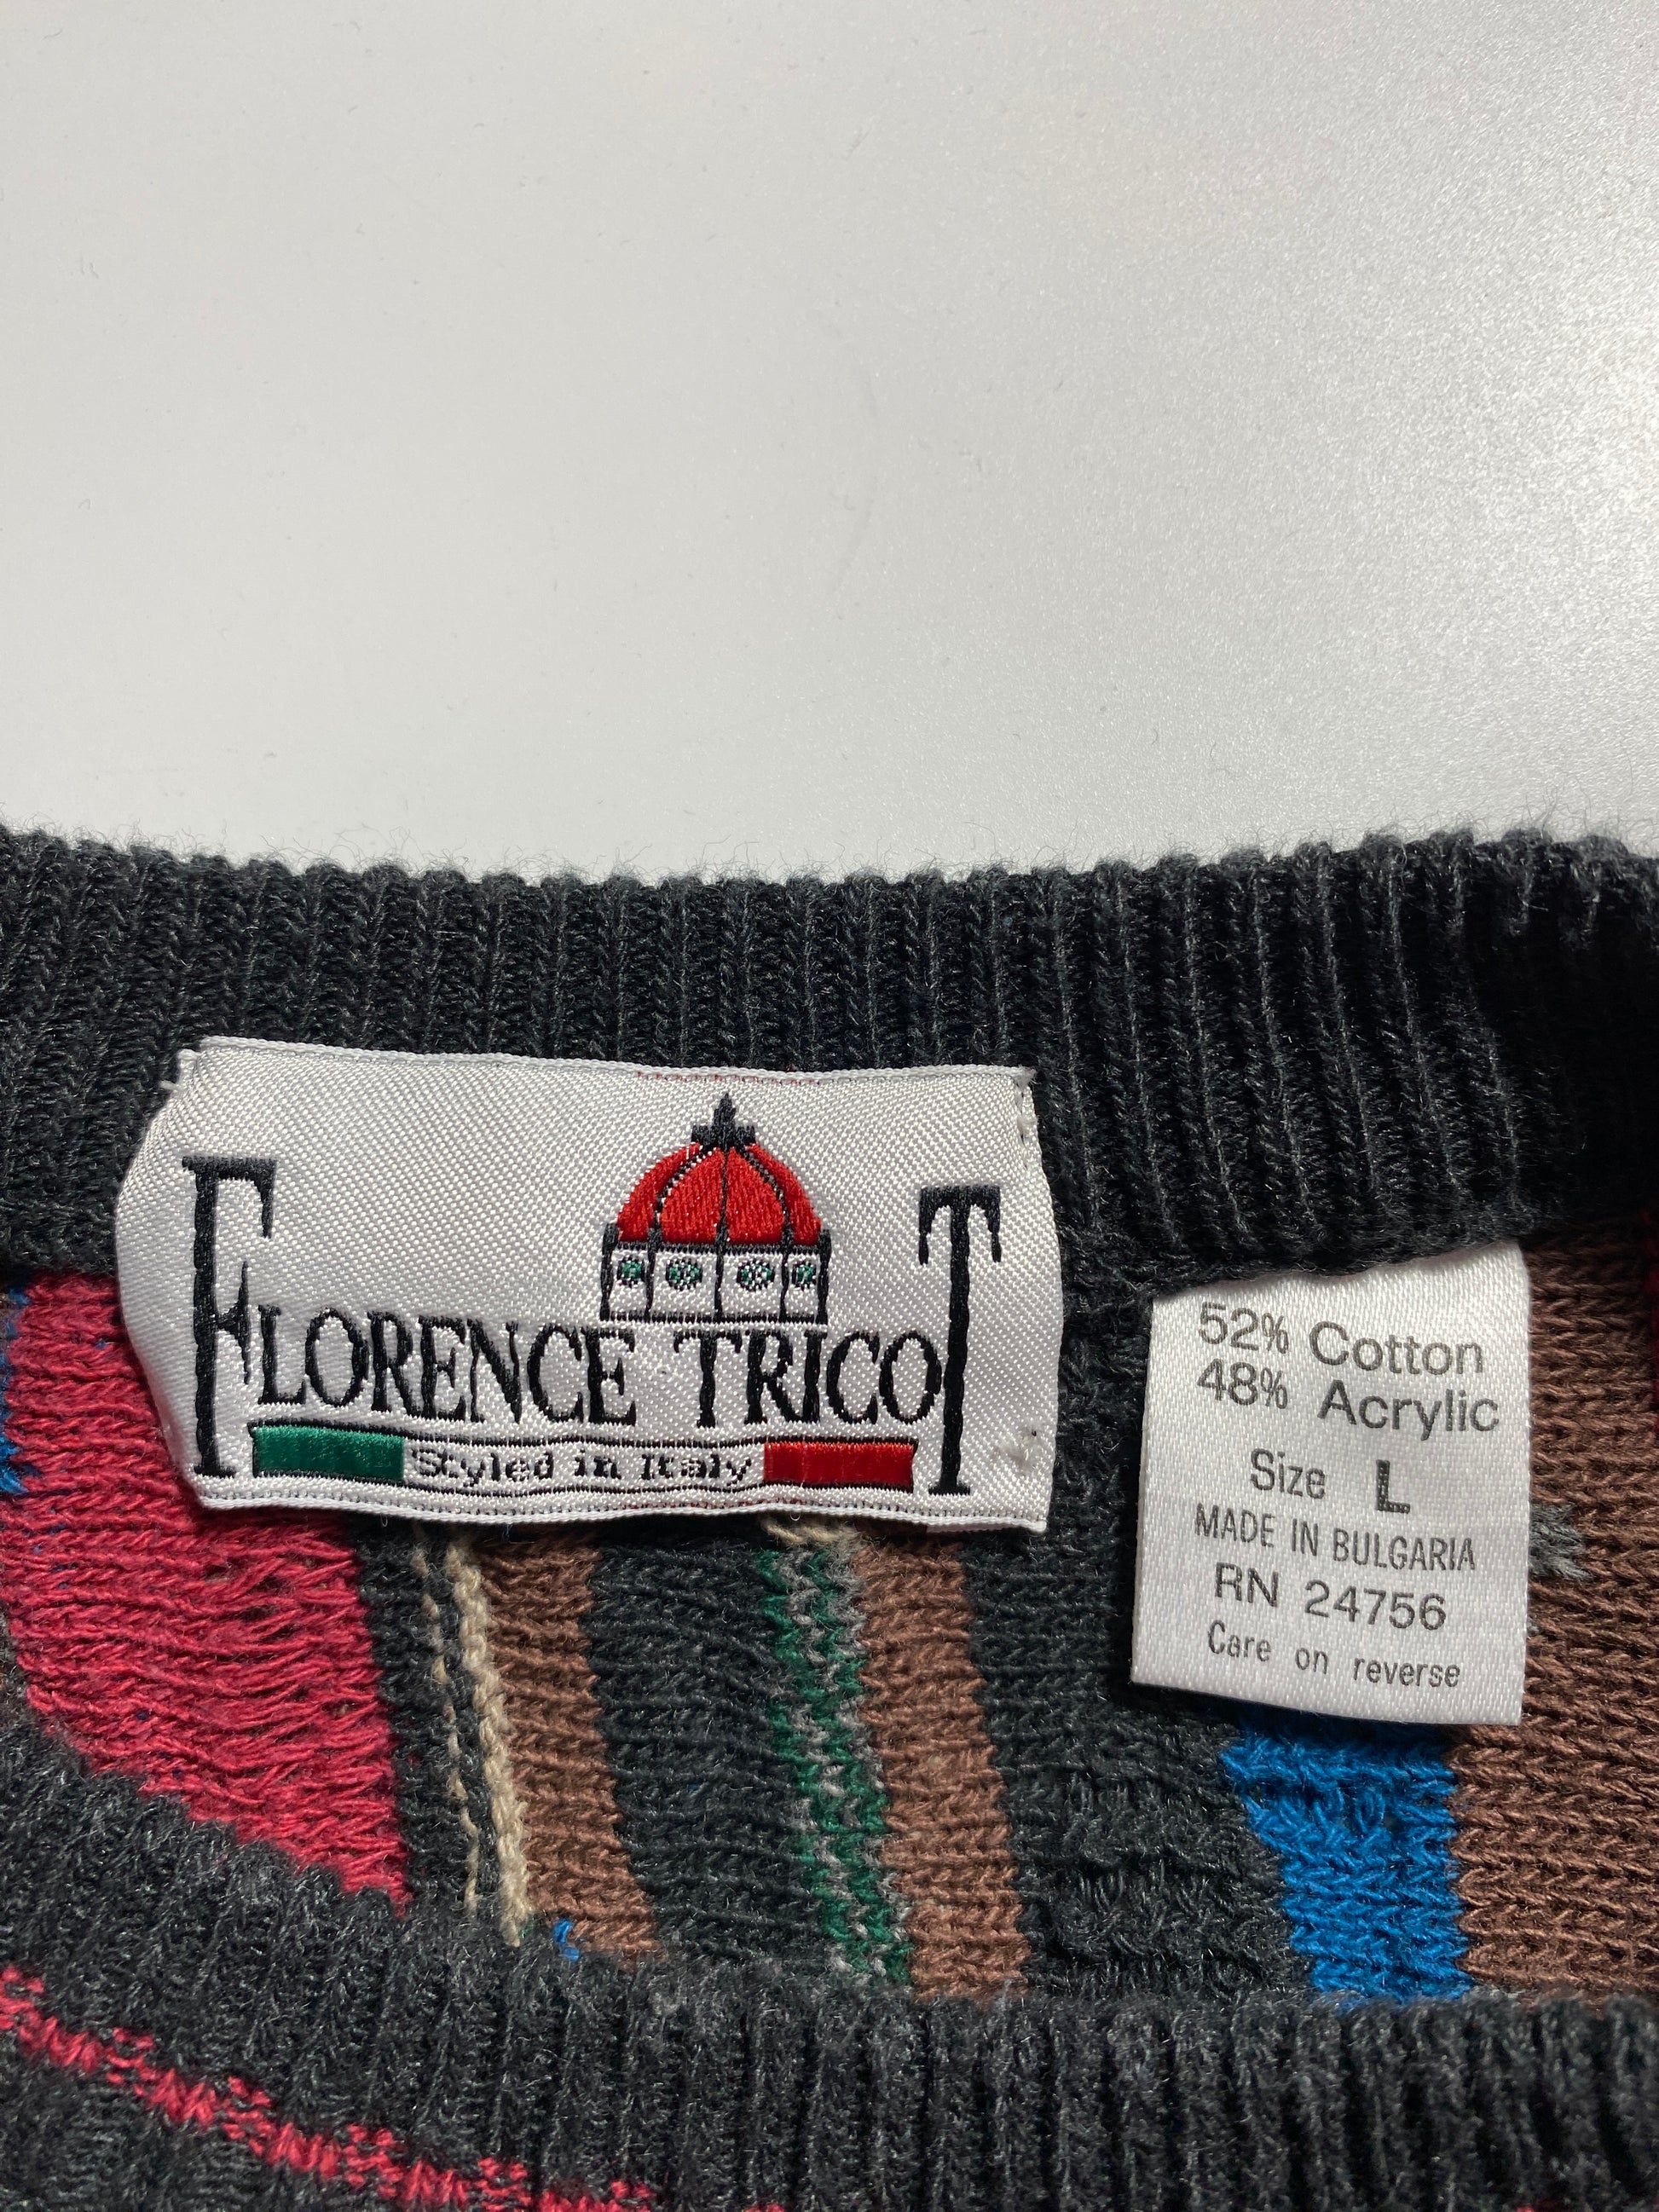 FLORENCE TRICOT
Styled in Italy
52% Cotton
48% Acrylic
Size L
MADE IN BULGARIA
RN 24756
Care on reverse